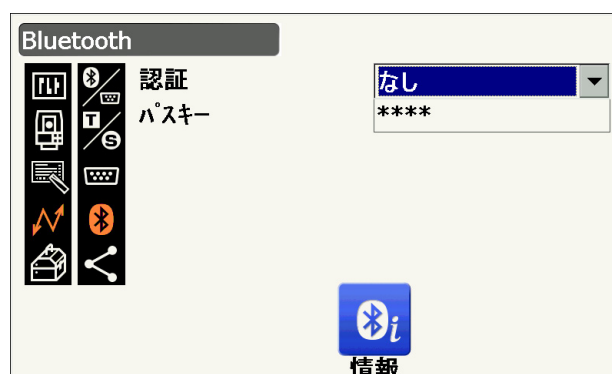 Bluetooth
認証 なし
パスキー ****
T/S
i
情報